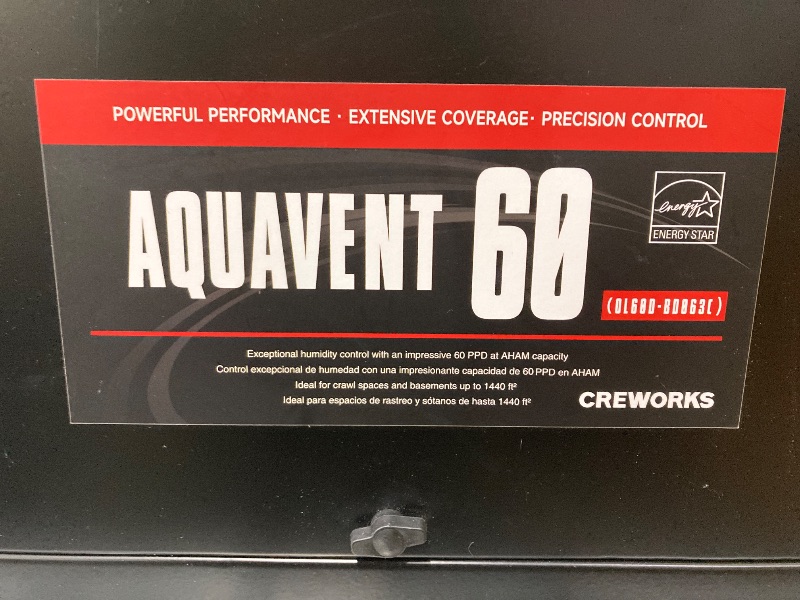 POWERFUL PERFORMANCE · EXTENSIVE COVERAGE· PRECISION CONTROL
AQUAVENT 60
energy
ENERGY STAR
(OL60D-BD063C)
Exceptional humidity control with an impressive 60 PPD at AHAM capacity
Control excepcional de humedad con una impresionante capacidad de 60 PPD en AHAM
Ideal for crawl spaces and basements up to 1440 ft²
Ideal para espacios de rastreo y sótanos de hasta 1440 ft²
CREWORKS